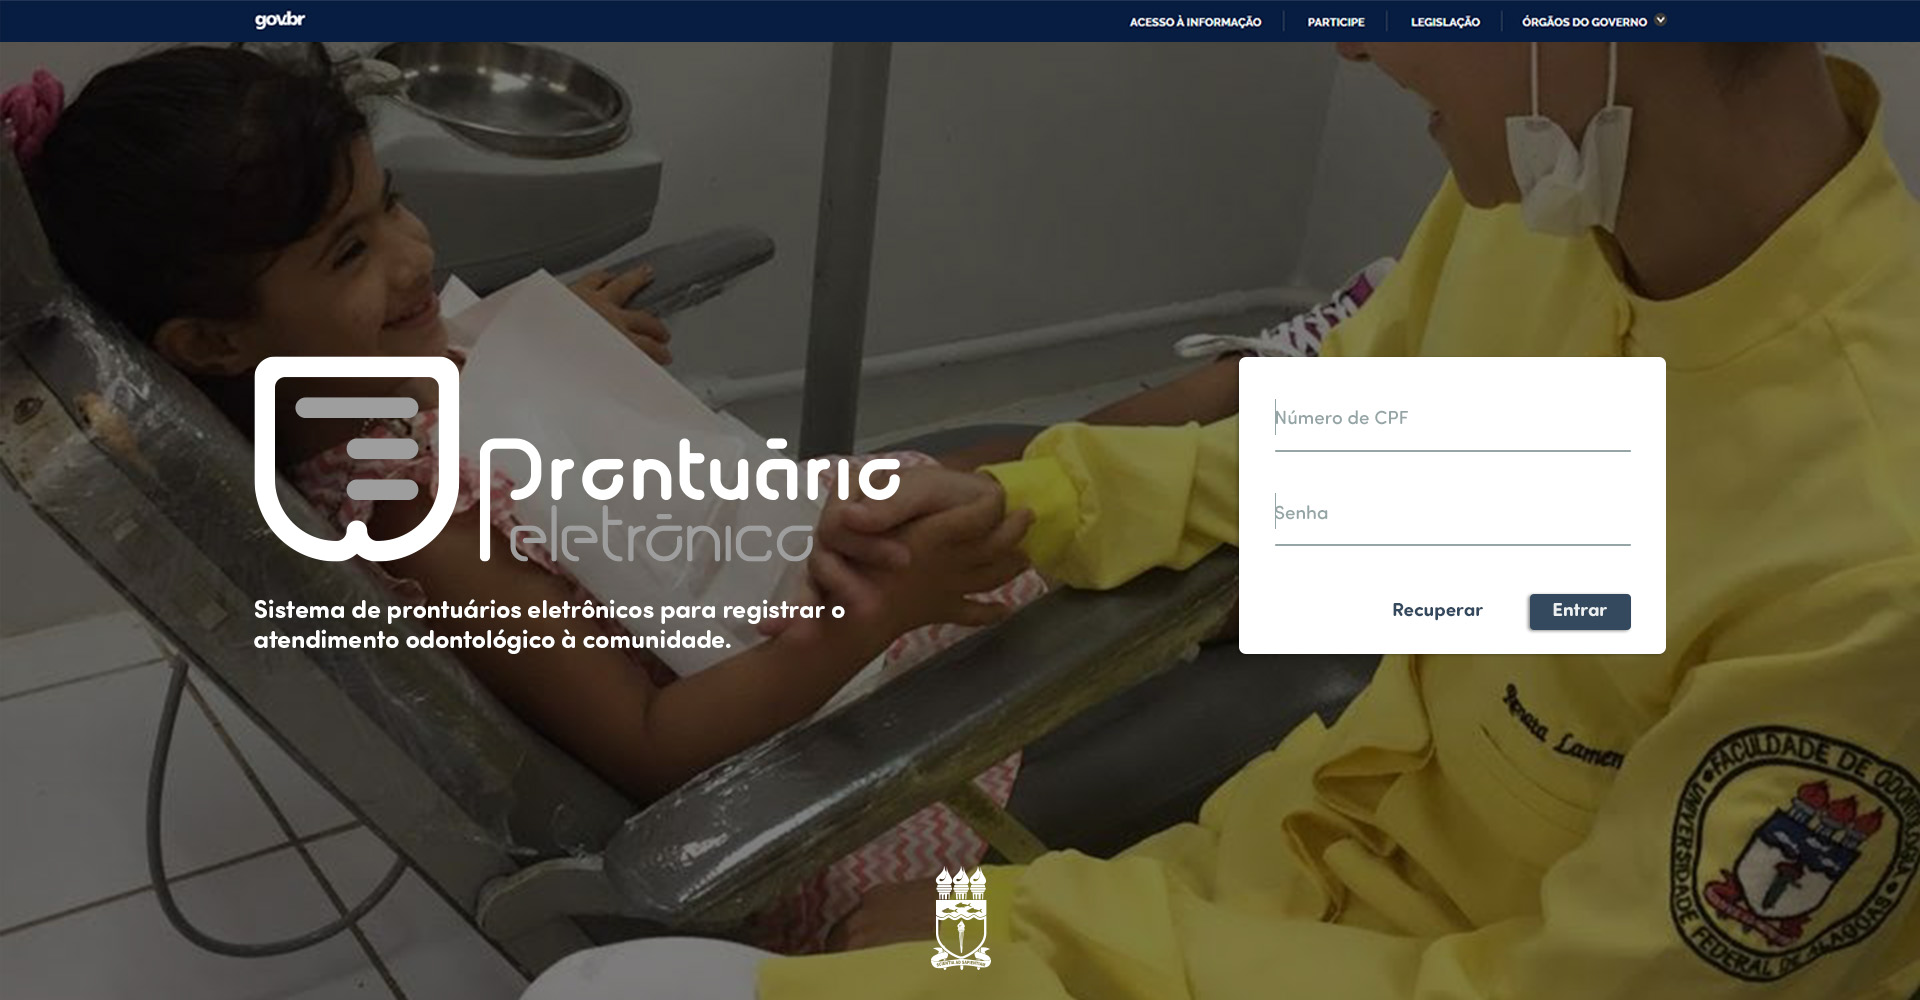 gov.br
ACESSO À INFORMAÇÃO
PARTICIPE
LEGISLAÇÃO
ÓRGÃOS DO GOVERNO
Prontuário
eletrônico
Sistema de prontuários eletrônicos para registrar o
atendimento odontológico à comunidade.
Número de CPF
Senha
Recuperar
Entrar
Lamen
FACULDADE DE ODONTOLOGIA
UNIVERSIDADE FEDERAL DE ALAGOAS